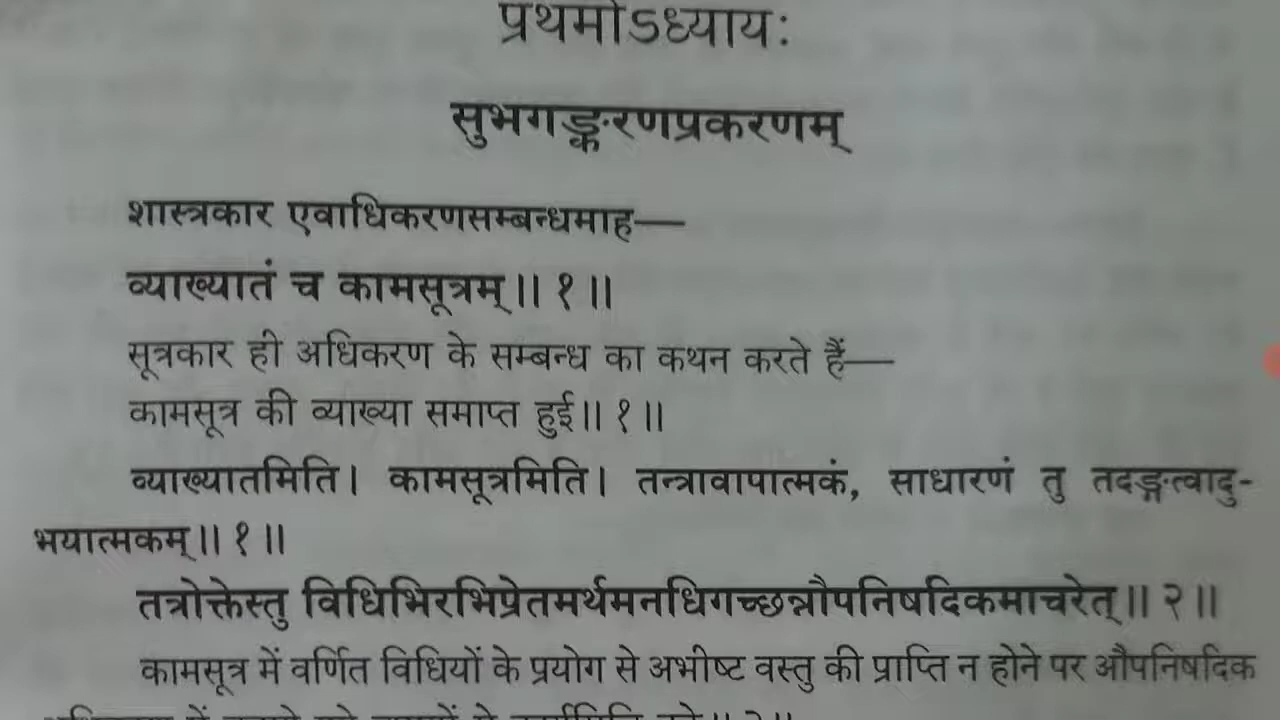 प्रथमोऽध्यायः
सुभगङ्करणप्रकरणम्
शास्त्रकार एवाधिकरणसम्बन्धमाह—
व्याख्यातं च कामसूत्रम्॥ १॥
सूत्रकार ही अधिकरण के सम्बन्ध का कथन करते हैं—
कामसूत्र की व्याख्या समाप्त हुई॥ १॥
व्याख्यातमिति। कामसूत्रमिति। तन्त्रावापात्मकं, साधारणं तु तदङ्गत्वादु-
भयात्मकम्॥ १॥
तत्रोक्तेस्तु विधिभिरभिप्रेतमर्थमनधिगच्छन्नौपनिषदिकमाचरेत्॥ २॥
कामसूत्र में वर्णित विधियों के प्रयोग से अभीष्ट वस्तु की प्राप्ति न होने पर औपनिषदिक